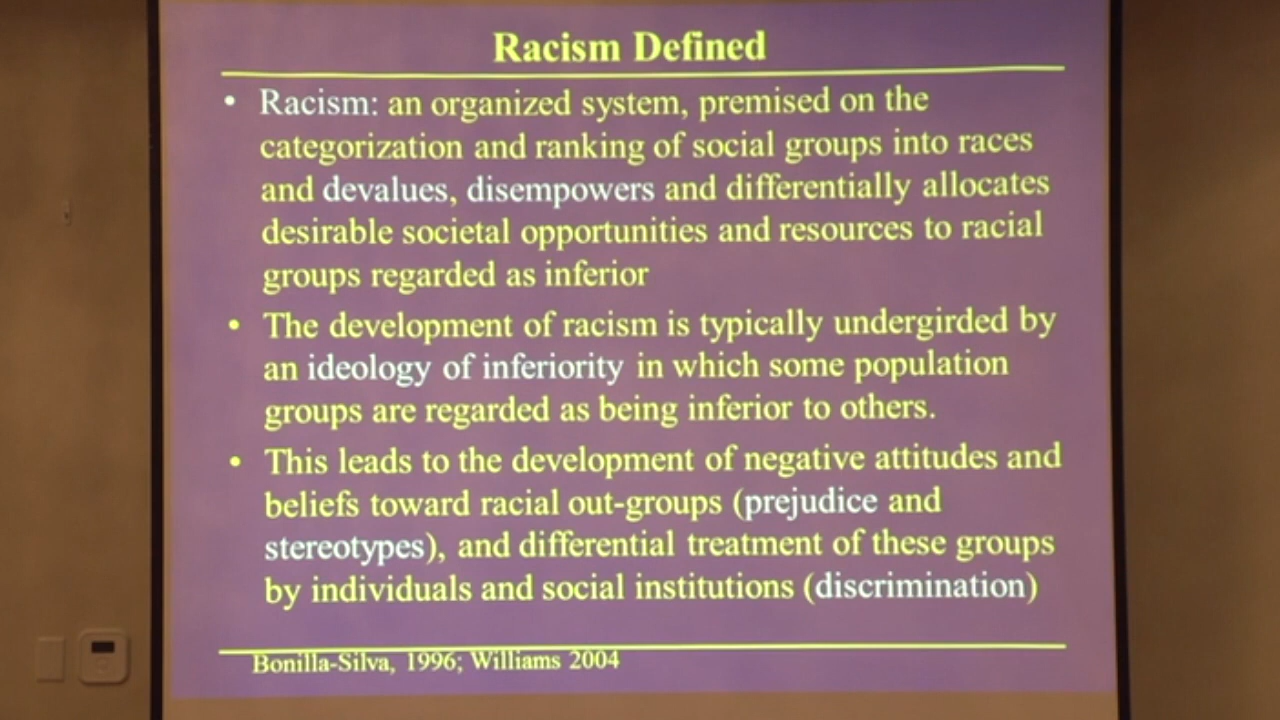 Racism Defined
• Racism: an organized system, premised on the
categorization and ranking of social groups into races
and devalues, disempowers and differentially allocates
desirable societal opportunities and resources to racial
groups regarded as inferior
• The development of racism is typically undergirded by
an ideology of inferiority in which some population
groups are regarded as being inferior to others.
• This leads to the development of negative attitudes and
beliefs toward racial out-groups (prejudice and
stereotypes), and differential treatment of these groups
by individuals and social institutions (discrimination)
Bonilla-Silva, 1996; Williams 2004